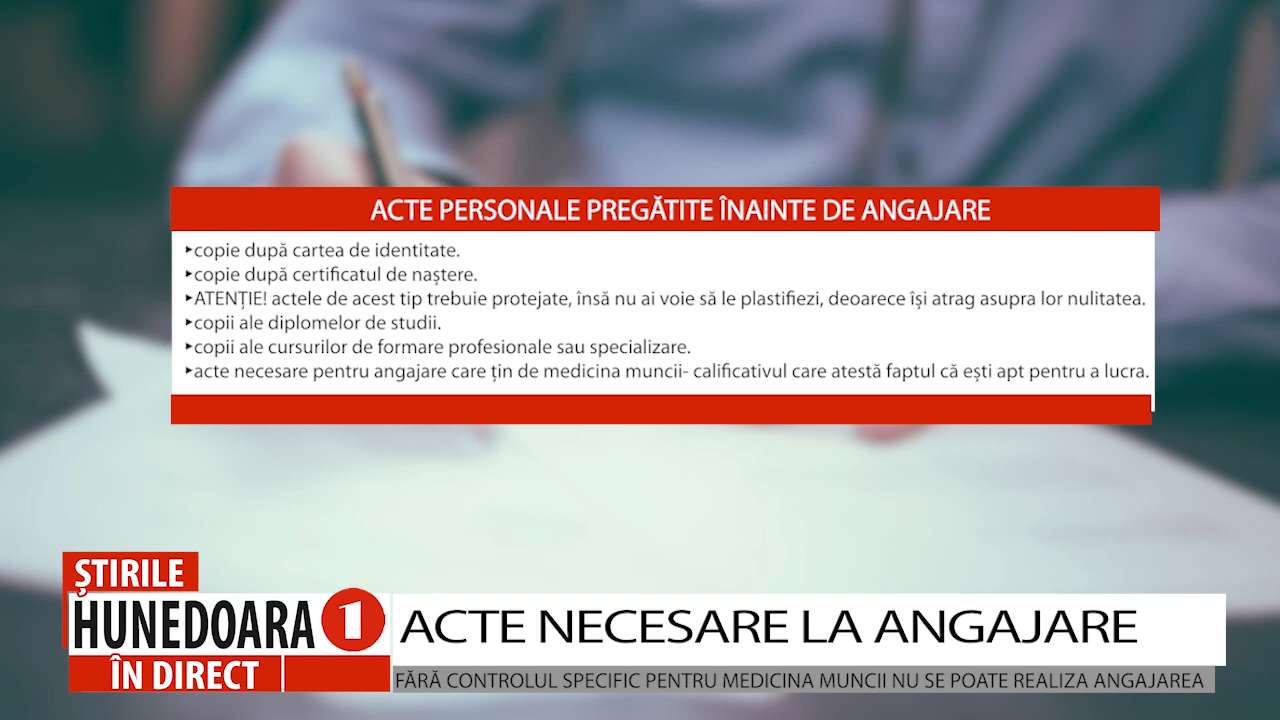 ACTE PERSONALE PREGĂTITE ÎNAINTE DE ANGAJARE
▸copie după cartea de identitate.
▸copie după certificatul de naștere.
▸ATENȚIE! actele de acest tip trebuie protejate, însă nu ai voie să le plastifiezi, deoarece își atrag asupra lor nulitatea.
▸copii ale diplomelor de studii.
▸copii ale cursurilor de formare profesionale sau specializare.
▸acte necesare pentru angajare care țin de medicina muncii- calificativul care atestă faptul că ești apt pentru a lucra.
ȘTIRILE
HUNEDOARA 1
ÎN DIRECT
ACTE NECESARE LA ANGAJARE
FĂRĂ CONTROLUL SPECIFIC PENTRU MEDICINA MUNCII NU SE POATE REALIZA ANGAJAREA